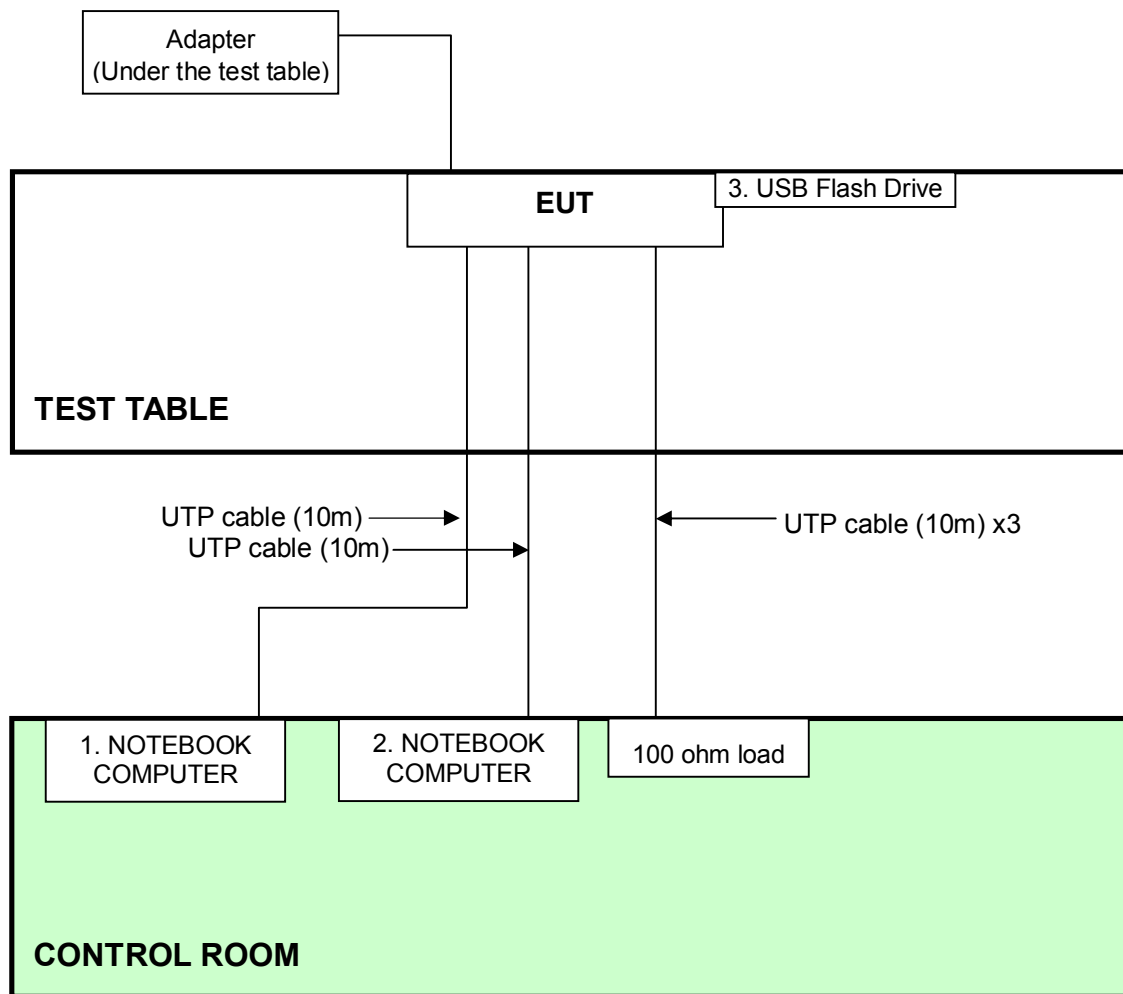 Adapter
(Under the test table)
EUT
3. USB Flash Drive
TEST TABLE
UTP cable (10m)
UTP cable (10m)
UTP cable (10m) x3
1. NOTEBOOK
COMPUTER
2. NOTEBOOK
COMPUTER
100 ohm load
CONTROL ROOM